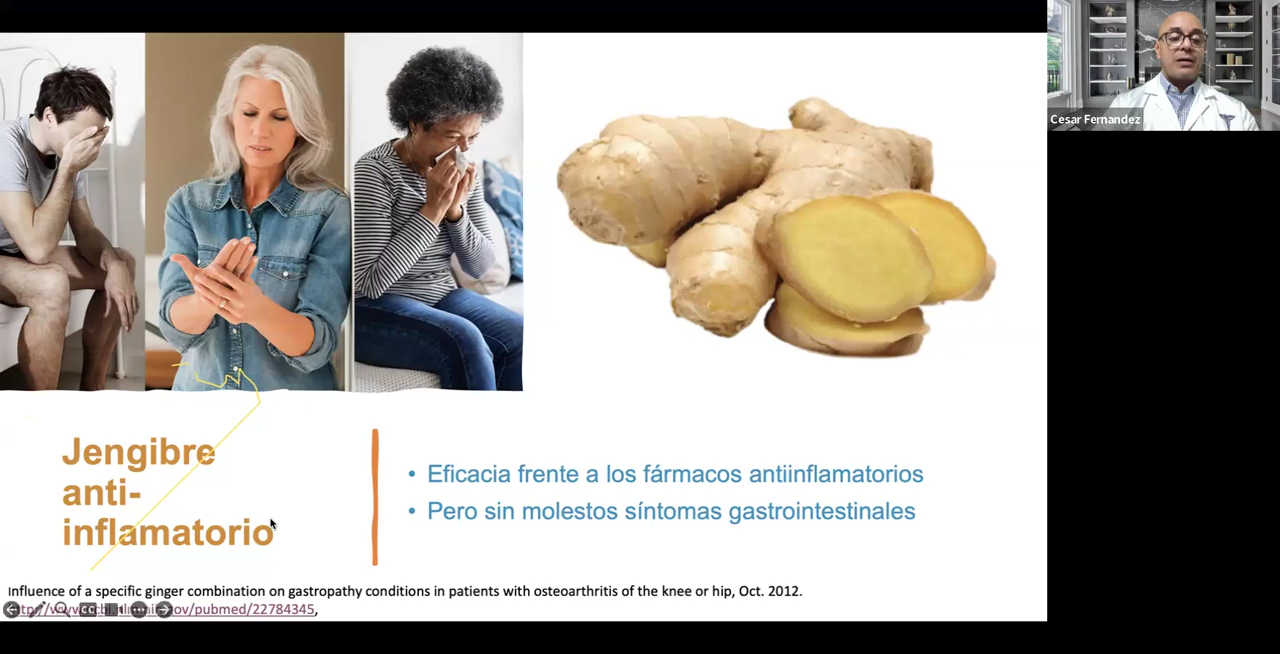 Cesar Fernandez
Jengibre
anti-
inflamatorio
• Eficacia frente a los fármacos antiinflamatorios
• Pero sin molestos síntomas gastrointestinales
Influence of a specific ginger combination on gastropathy conditions in patients with osteoarthritis of the knee or hip, Oct. 2012.
gov/pubmed/22784345,